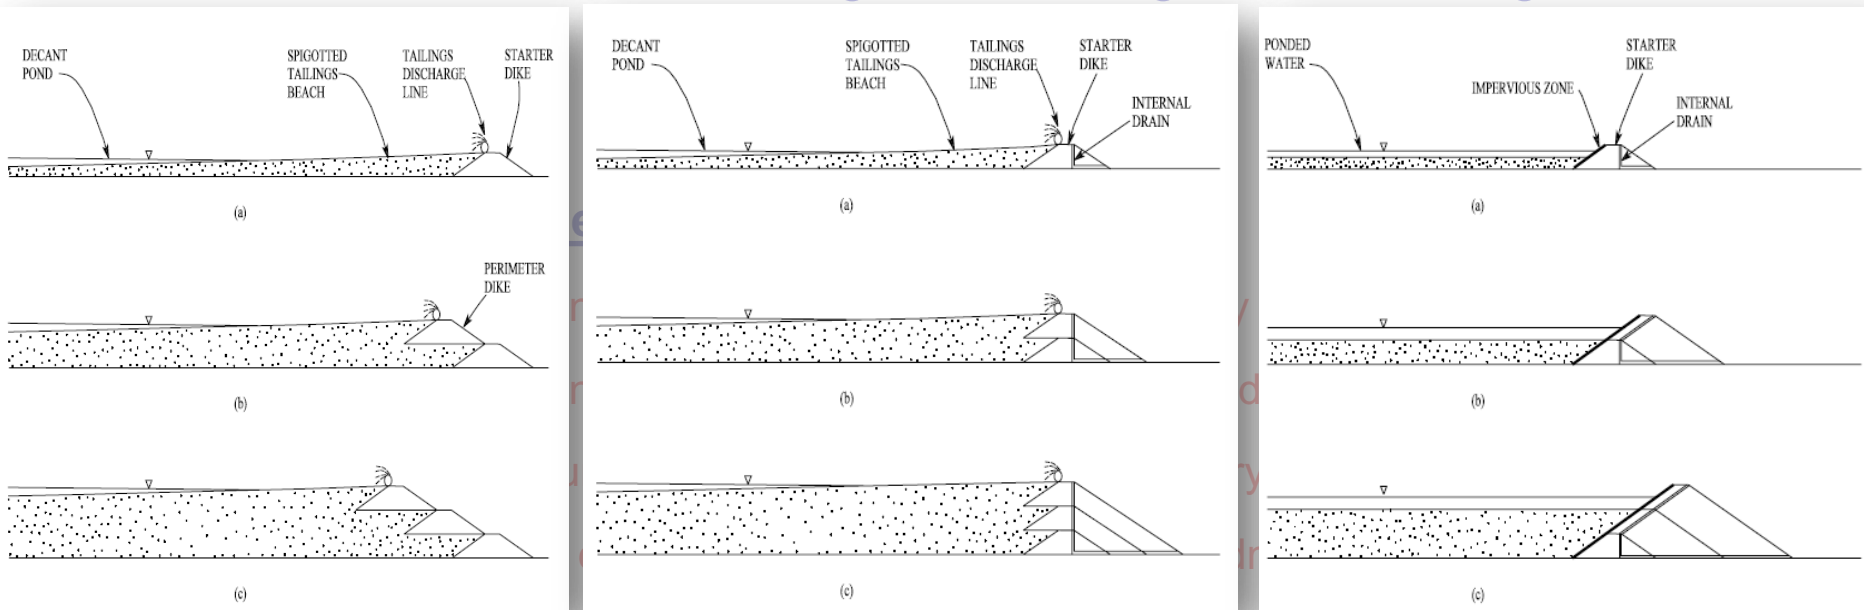 DECANT
POND
SPIGOTTED
TAILINGS
BEACH
TAILINGS
DISCHARGE
LINE
STARTER
DIKE
(a)
PERIMETER
DIKE
(b)
(c)
DECANT
POND
SPIGOTTED
TAILINGS
BEACH
TAILINGS
DISCHARGE
LINE
STARTER
DIKE
INTERNAL
DRAIN
(a)
(b)
(c)
PONDED
WATER
IMPERVIOUS ZONE
STARTER
DIKE
INTERNAL
DRAIN
(a)
(b)
(c)